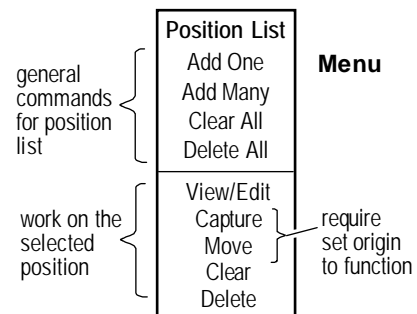 Position List
Add One
Add Many
Clear All
Delete All
View/Edit
Capture
Move
Clear
Delete
Menu
general
commands
for position
list
work on the
selected
position
require
set origin
to function